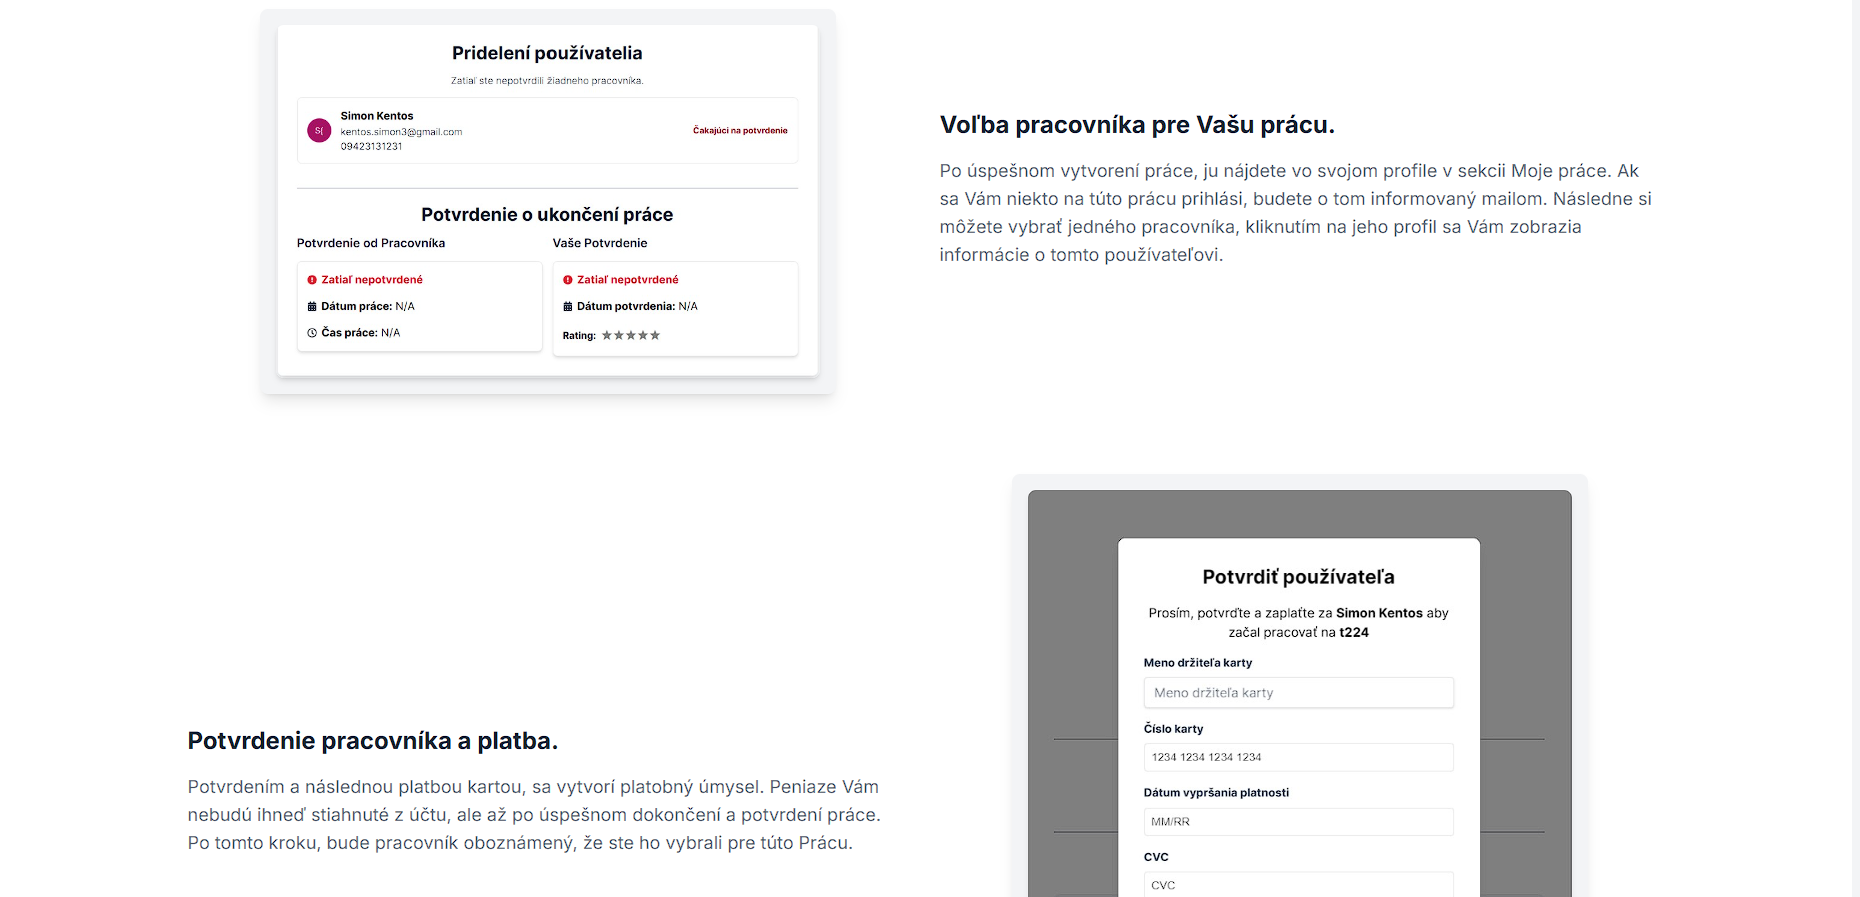 Pridelení používatelia
Zatiaľ ste nepotvrdili žiadneho pracovníka.
S(
Simon Kentos
kentos.simon3@gmail.com
09423131231
Čakajúci na potvrdenie
Potvrdenie o ukončení práce
Potvrdenie od Pracovníka
Zatiaľ nepotvrdené
Dátum práce: N/A
Čas práce: N/A
Vaše Potvrdenie
Zatiaľ nepotvrdené
Dátum potvrdenia: N/A
Rating: ★★★★★
Voľba pracovníka pre Vašu prácu.
Po úspešnom vytvorení práce, ju nájdete vo svojom profile v sekcii Moje práce. Ak
sa Vám niekto na túto prácu prihlási, budete o tom informovaný mailom. Následne si
môžete vybrať jedného pracovníka, kliknutím na jeho profil sa Vám zobrazia
informácie o tomto používateľovi.
Potvrdenie pracovníka a platba.
Potvrdením a následnou platbou kartou, sa vytvorí platobný úmysel. Peniaze Vám
nebudú ihneď stiahnuté z účtu, ale až po úspešnom dokončení a potvrdení práce.
Po tomto kroku, bude pracovník oboznámený, že ste ho vybrali pre túto Prácu.
Potvrdiť používateľa
Prosím, potvrďte a zaplaťte za Simon Kentos aby
začal pracovať na t224
Meno držiteľa karty
Meno držiteľa karty
Číslo karty
1234 1234 1234 1234
Dátum vypršania platnosti
MM/RR
CVC
CVC